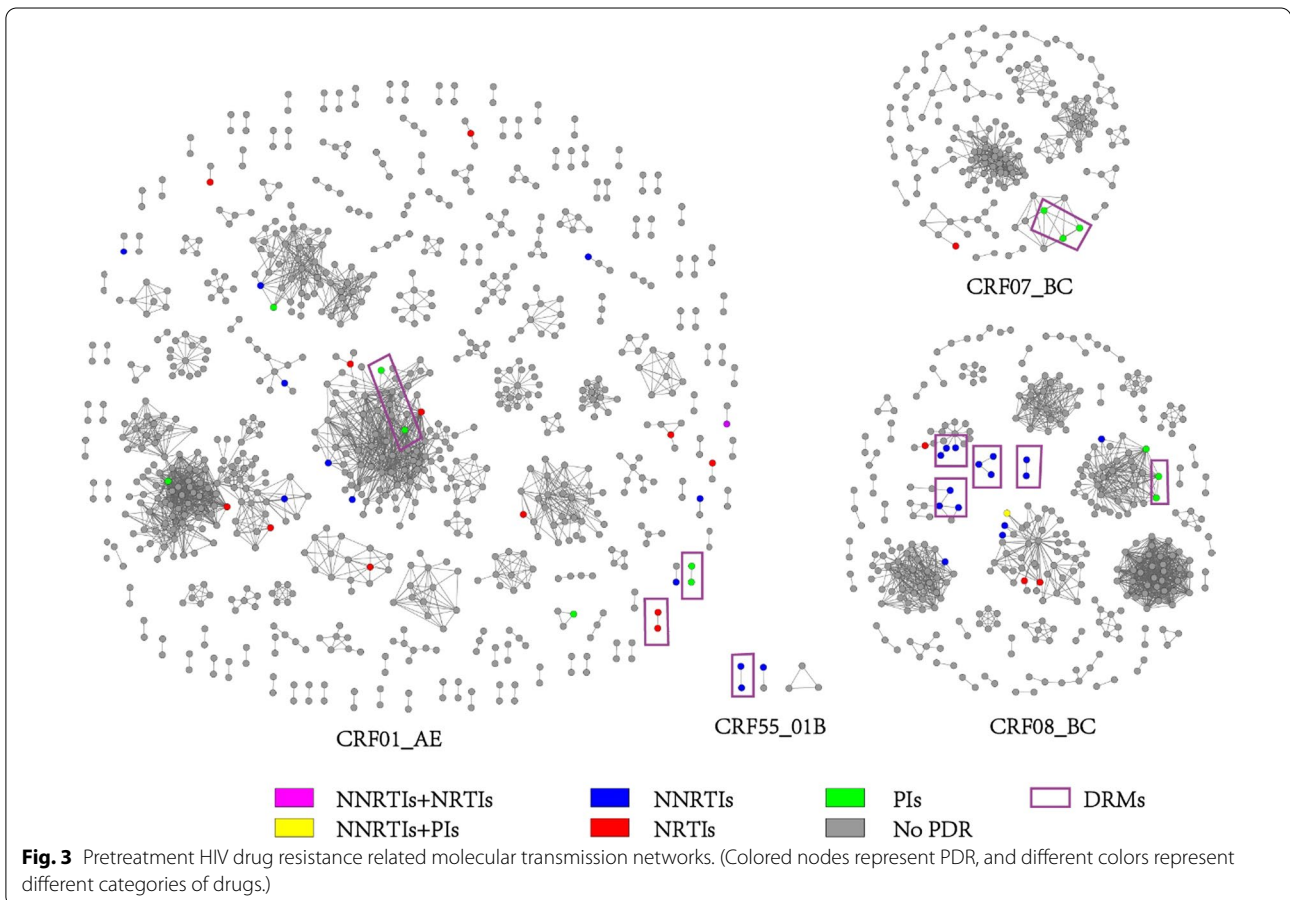 CRF07_BC
CRF01_AE
CRF55_01B
CRF08_BC
NNRTIs+NRTIs
NNRTIs
PIs
DRMs
NNRTIs+PIs
NRTIs
No PDR
Fig. 3 Pretreatment HIV drug resistance related molecular transmission networks. (Colored nodes represent PDR, and different colors represent
different categories of drugs.)